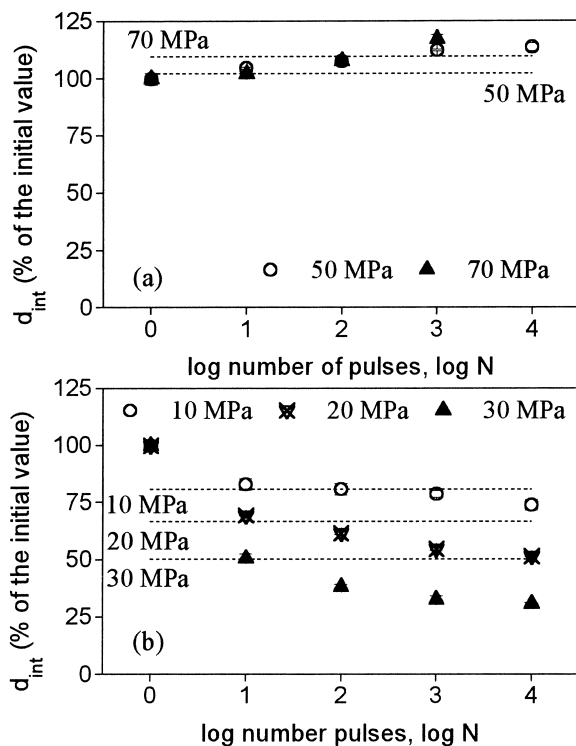 125
100
75
50
25
0
d_int (% of the initial value)
70 MPa
50 MPa
(a)
50 MPa
70 MPa
0 1 2 3 4
log number of pulses, log N
125
100
75
50
25
0
d_int (% of the initial value)
10 MPa 20 MPa 30 MPa
10 MPa
20 MPa
30 MPa
(b)
0 1 2 3 4
log number pulses, log N